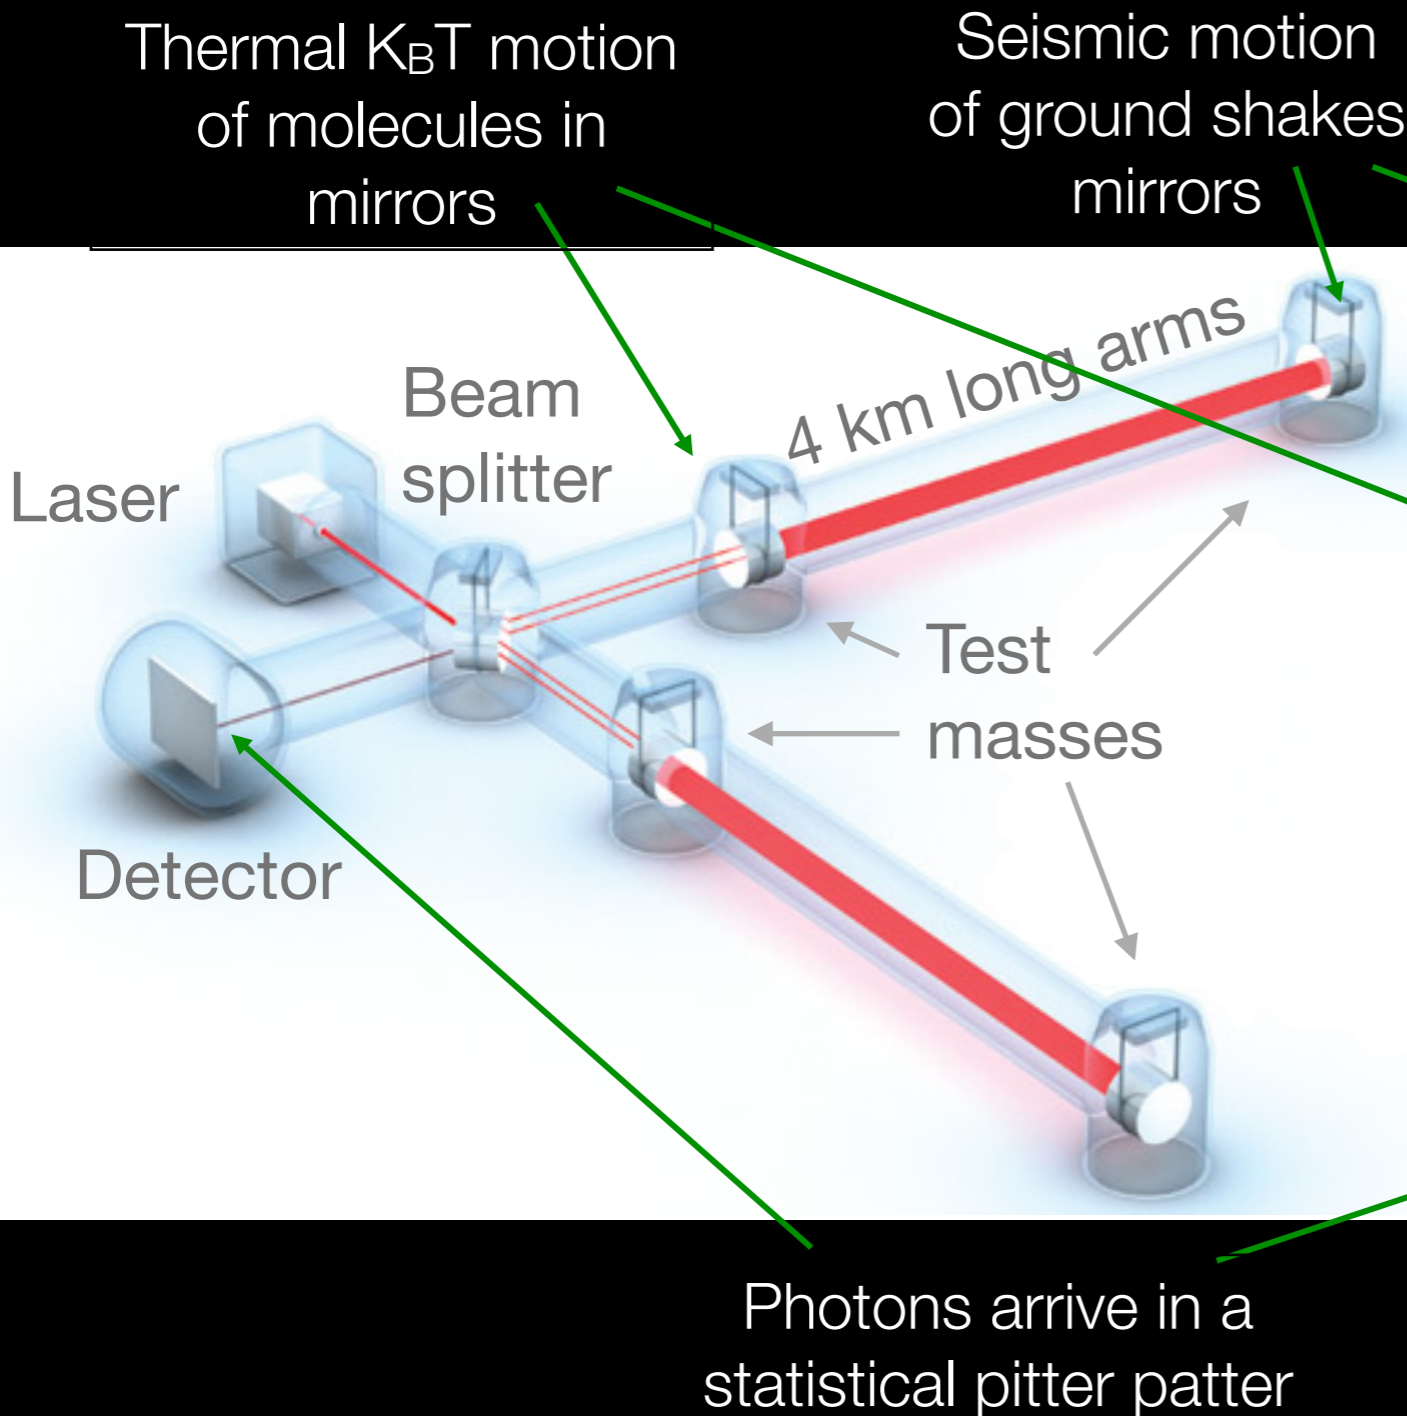 Thermal KBT motion
of molecules in
mirrors
Seismic motion
of ground shakes
mirrors
4 km long arms
Beam
splitter
Laser
Test
masses
Detector
Photons arrive in a
statistical pitter patter